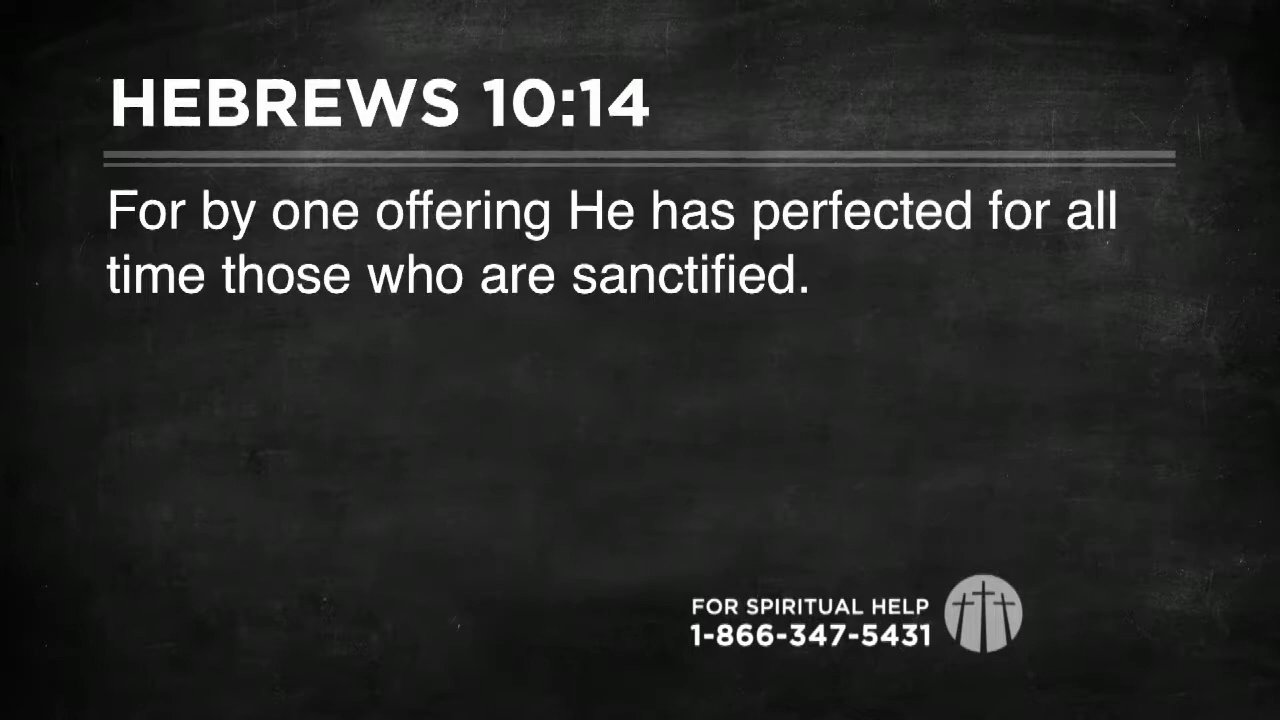 HEBREWS 10:14
For by one offering He has perfected for all
time those who are sanctified.
FOR SPIRITUAL HELP
1-866-347-5431